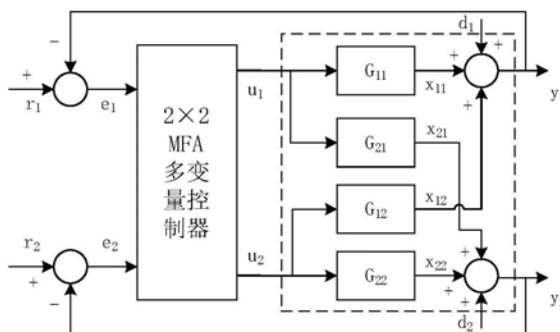 d₁
−
+
+
r₁
e₁
2×2
MFA
多变
量控
制器
u₁
G₁₁
x₁₁
+
+
y
G₂₁
x₂₁
G₁₂
x₁₂
r₂
+
−
e₂
u₂
G₂₂
x₂₂
+
+
+
y
d₂